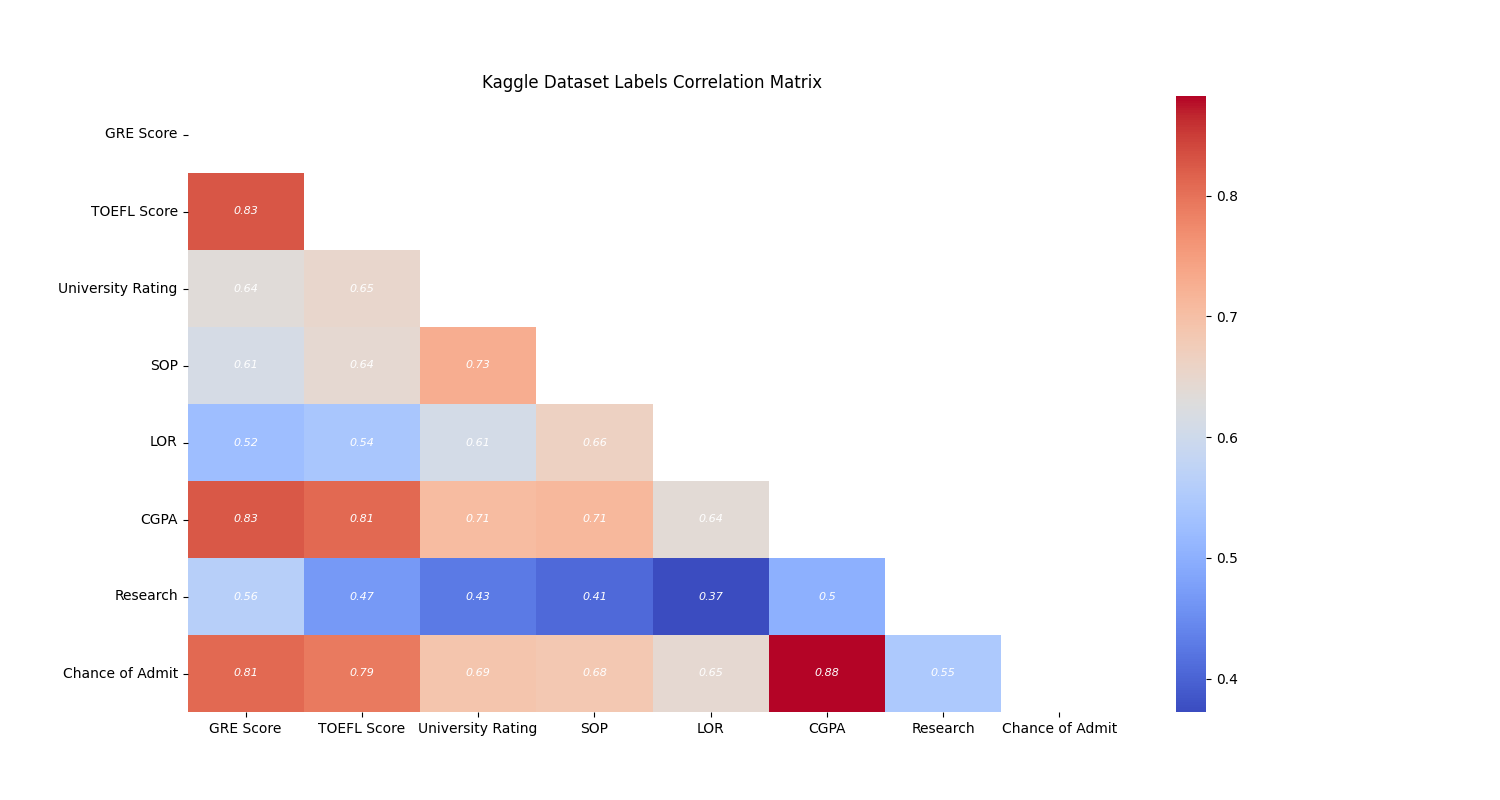 Kaggle Dataset Labels Correlation Matrix
GRE Score
TOEFL Score
0.83
University Rating
0.64 0.65
SOP
0.61 0.64 0.73
LOR
0.52 0.54 0.61 0.66
CGPA
0.83 0.81 0.71 0.71 0.64
Research
0.56 0.47 0.43 0.41 0.37 0.5
Chance of Admit
0.81 0.79 0.69 0.68 0.65 0.88 0.55
GRE Score TOEFL Score University Rating SOP LOR CGPA Research Chance of Admit
0.8
0.7
0.6
0.5
0.4